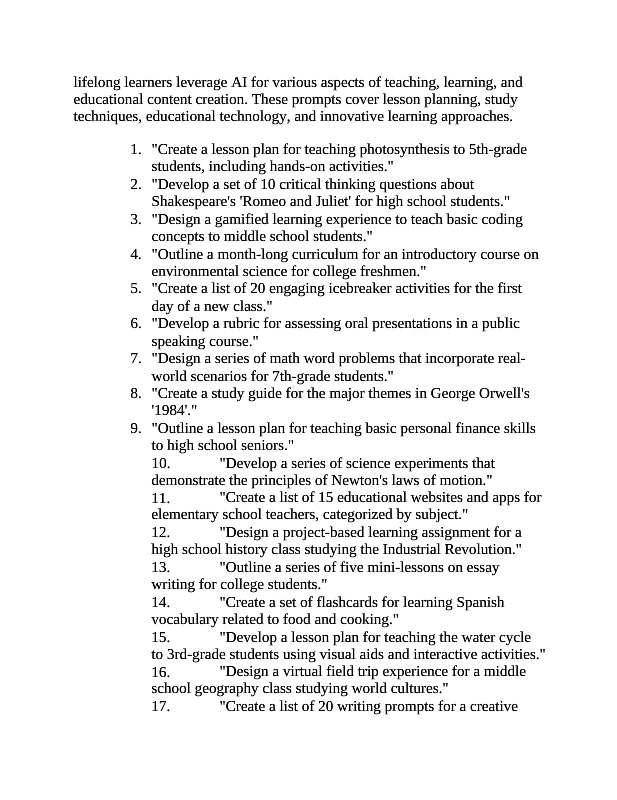 lifelong learners leverage AI for various aspects of teaching, learning, and
educational content creation. These prompts cover lesson planning, study
techniques, educational technology, and innovative learning approaches.
1. "Create a lesson plan for teaching photosynthesis to 5th-grade
students, including hands-on activities."
2. "Develop a set of 10 critical thinking questions about
Shakespeare's 'Romeo and Juliet' for high school students."
3. "Design a gamified learning experience to teach basic coding
concepts to middle school students."
4. "Outline a month-long curriculum for an introductory course on
environmental science for college freshmen."
5. "Create a list of 20 engaging icebreaker activities for the first
day of a new class."
6. "Develop a rubric for assessing oral presentations in a public
speaking course."
7. "Design a series of math word problems that incorporate real-
world scenarios for 7th-grade students."
8. "Create a study guide for the major themes in George Orwell's
'1984'."
9. "Outline a lesson plan for teaching basic personal finance skills
to high school seniors."
10. "Develop a series of science experiments that
demonstrate the principles of Newton's laws of motion."
11. "Create a list of 15 educational websites and apps for
elementary school teachers, categorized by subject."
12. "Design a project-based learning assignment for a
high school history class studying the Industrial Revolution."
13. "Outline a series of five mini-lessons on essay
writing for college students."
14. "Create a set of flashcards for learning Spanish
vocabulary related to food and cooking."
15. "Develop a lesson plan for teaching the water cycle
to 3rd-grade students using visual aids and interactive activities."
16. "Design a virtual field trip experience for a middle
school geography class studying world cultures."
17. "Create a list of 20 writing prompts for a creative